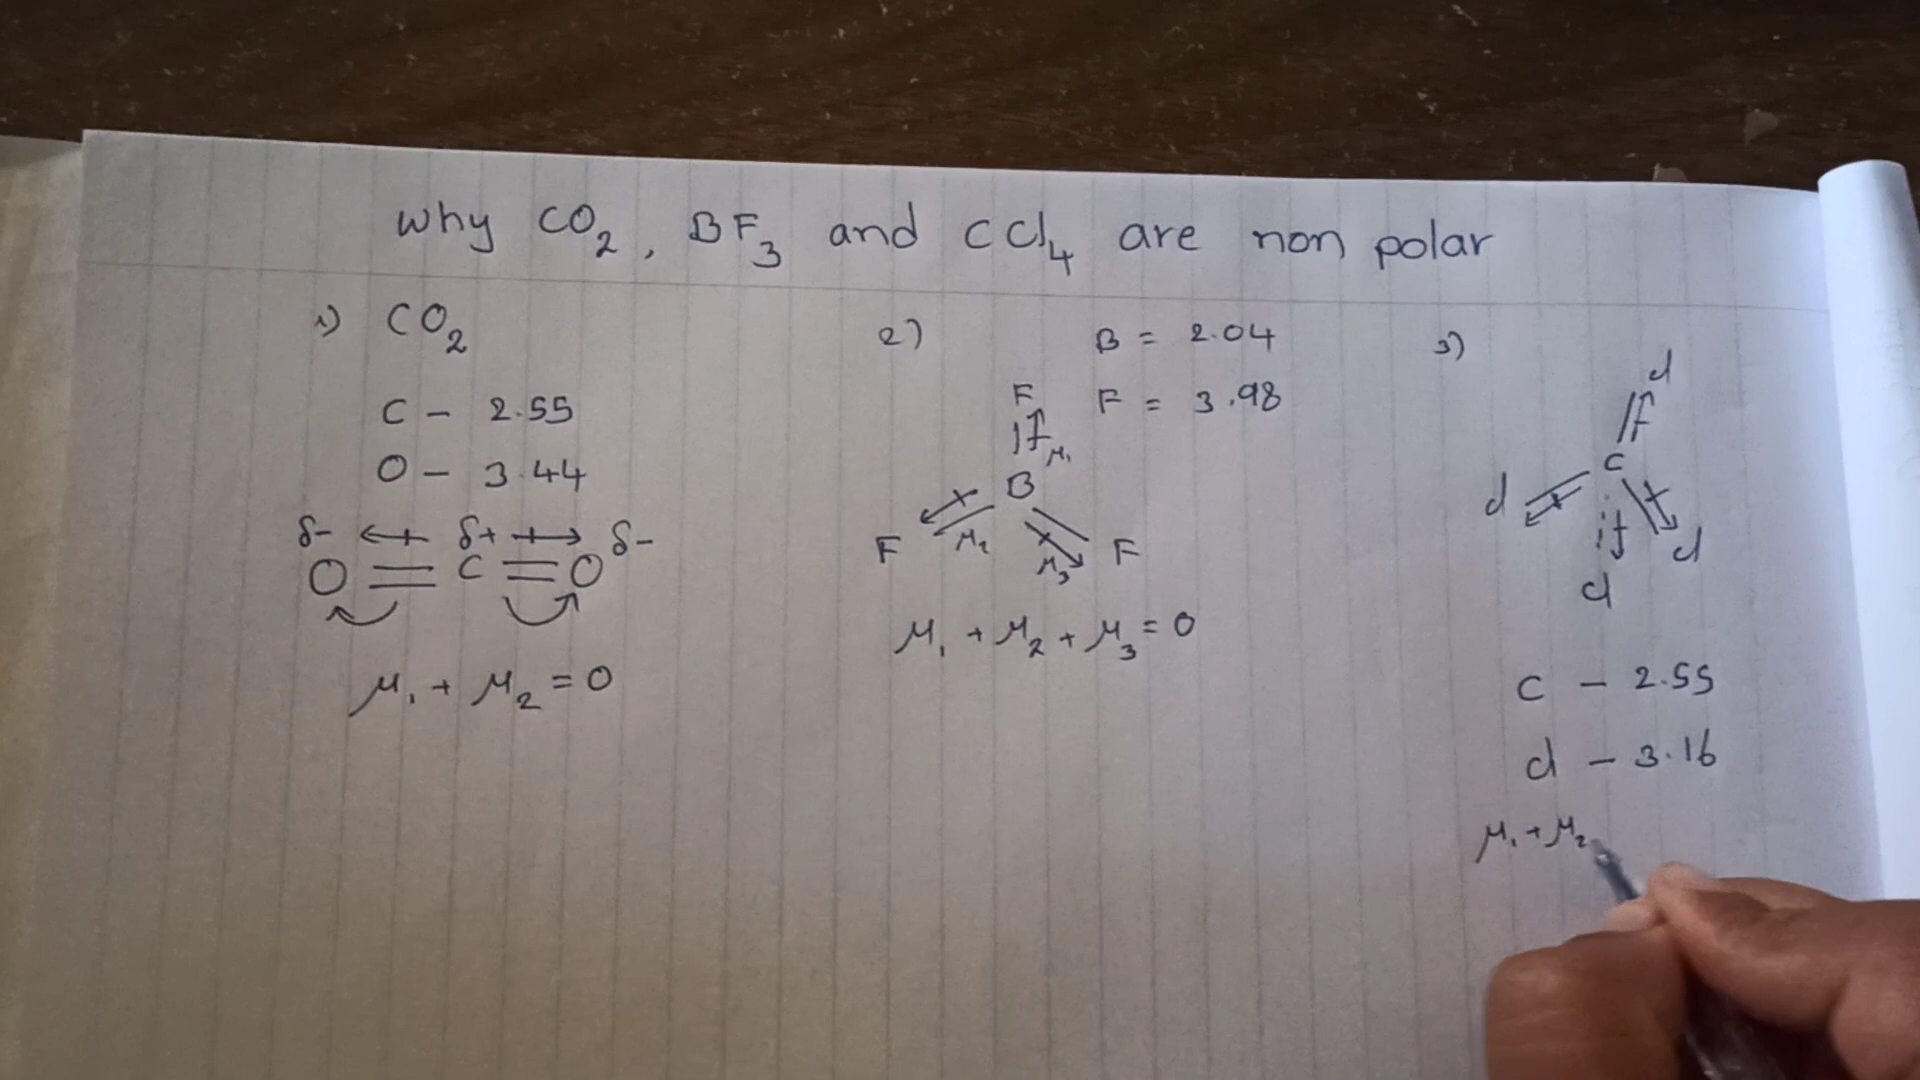 why CO₂, BF₃ and CCl₄ are non polar
1) CO₂
C - 2.55
O - 3.44
δ- δ+ δ-
O = C = O
μ₁ + μ₂ = 0
2)
B = 2.04
F = 3.98
F
μ₁
B
F μ₂ μ₃ F
μ₁ + μ₂ + μ₃ = 0
3)
Cl
C
Cl
Cl
Cl
C - 2.55
Cl - 3.16
μ₁ + μ₂